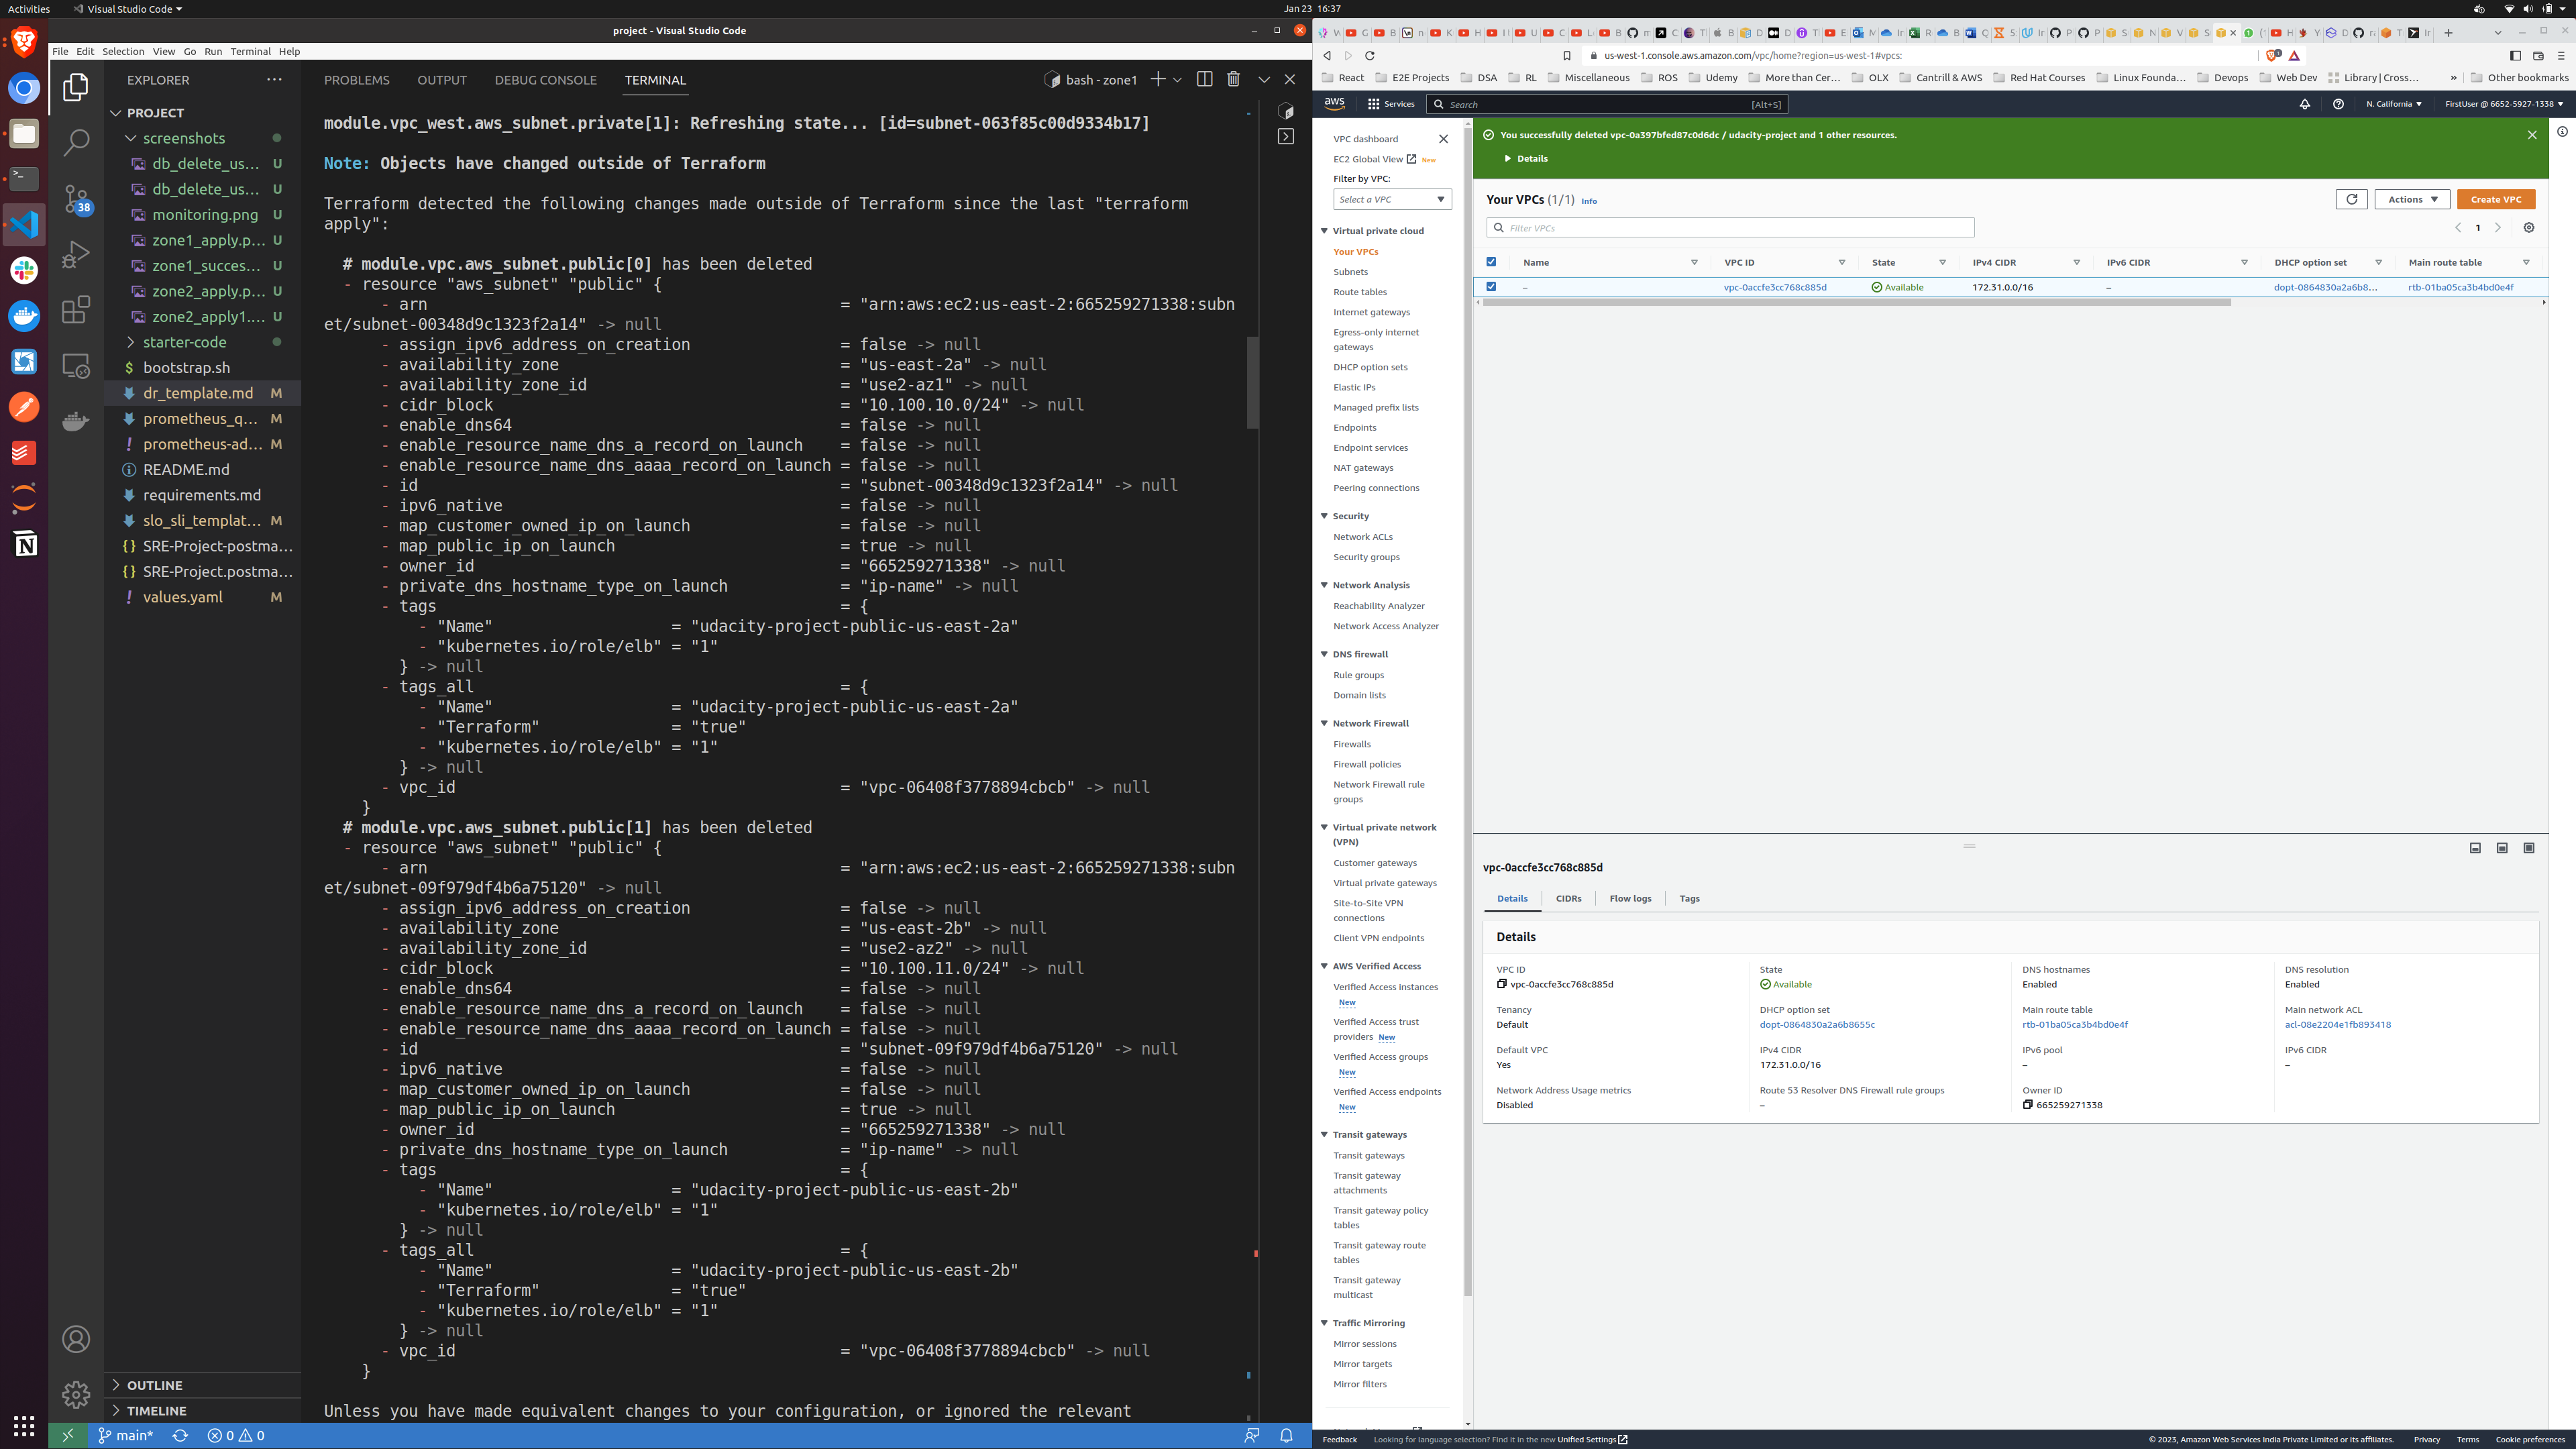 Activities
Visual Studio Code
Jan 23 16:37
project - Visual Studio Code
File Edit Selection View Go Run Terminal Help
EXPLORER
PROJECT
screenshots
db_delete_us... U
db_delete_us... U
monitoring.png U
zone1_apply.p... U
zone1_succes... U
zone2_apply.p... U
zone2_apply1.... U
starter-code
bootstrap.sh
dr_template.md M
prometheus_q... M
prometheus-ad... M
README.md
requirements.md
slo_sli_templat... M
SRE-Project-postma...
SRE-Project.postma...
values.yaml M
OUTLINE
TIMELINE
38
main*
0 0
PROBLEMS OUTPUT DEBUG CONSOLE TERMINAL
bash - zone1
module.vpc_west.aws_subnet.private[1]: Refreshing state... [id=subnet-063f85c00d9334b17]
Note: Objects have changed outside of Terraform
Terraform detected the following changes made outside of Terraform since the last "terraform
apply":
# module.vpc.aws_subnet.public[0] has been deleted
- resource "aws_subnet" "public" {
- arn = "arn:aws:ec2:us-east-2:665259271338:subn
et/subnet-00348d9c1323f2a14" -> null
- assign_ipv6_address_on_creation = false -> null
- availability_zone = "us-east-2a" -> null
- availability_zone_id = "use2-az1" -> null
- cidr_block = "10.100.10.0/24" -> null
- enable_dns64 = false -> null
- enable_resource_name_dns_a_record_on_launch = false -> null
- enable_resource_name_dns_aaaa_record_on_launch = false -> null
- id = "subnet-00348d9c1323f2a14" -> null
- ipv6_native = false -> null
- map_customer_owned_ip_on_launch = false -> null
- map_public_ip_on_launch = true -> null
- owner_id = "665259271338" -> null
- private_dns_hostname_type_on_launch = "ip-name" -> null
- tags = {
- "Name" = "udacity-project-public-us-east-2a"
- "kubernetes.io/role/elb" = "1"
} -> null
- tags_all = {
- "Name" = "udacity-project-public-us-east-2a"
- "Terraform" = "true"
- "kubernetes.io/role/elb" = "1"
} -> null
- vpc_id = "vpc-06408f3778894cbcb" -> null
}
# module.vpc.aws_subnet.public[1] has been deleted
- resource "aws_subnet" "public" {
- arn = "arn:aws:ec2:us-east-2:665259271338:subn
et/subnet-09f979df4b6a75120" -> null
- assign_ipv6_address_on_creation = false -> null
- availability_zone = "us-east-2b" -> null
- availability_zone_id = "use2-az2" -> null
- cidr_block = "10.100.11.0/24" -> null
- enable_dns64 = false -> null
- enable_resource_name_dns_a_record_on_launch = false -> null
- enable_resource_name_dns_aaaa_record_on_launch = false -> null
- id = "subnet-09f979df4b6a75120" -> null
- ipv6_native = false -> null
- map_customer_owned_ip_on_launch = false -> null
- map_public_ip_on_launch = true -> null
- owner_id = "665259271338" -> null
- private_dns_hostname_type_on_launch = "ip-name" -> null
- tags = {
- "Name" = "udacity-project-public-us-east-2b"
- "kubernetes.io/role/elb" = "1"
} -> null
- tags_all = {
- "Name" = "udacity-project-public-us-east-2b"
- "Terraform" = "true"
- "kubernetes.io/role/elb" = "1"
} -> null
- vpc_id = "vpc-06408f3778894cbcb" -> null
}
Unless you have made equivalent changes to your configuration, or ignored the relevant
us-west-1.console.aws.amazon.com/vpc/home?region=us-west-1#vpcs:
React E2E Projects DSA RL Miscellaneous ROS Udemy More than Cer... OLX Cantrill & AWS Red Hat Courses Linux Founda... Devops Web Dev Library | Cross... » Other bookmarks
aws Services Search [Alt+S] N. California FirstUser @ 6652-5927-1338
VPC dashboard
EC2 Global View New
Filter by VPC:
Select a VPC
Virtual private cloud
Your VPCs
Subnets
Route tables
Internet gateways
Egress-only internet
gateways
DHCP option sets
Elastic IPs
Managed prefix lists
Endpoints
Endpoint services
NAT gateways
Peering connections
Security
Network ACLs
Security groups
Network Analysis
Reachability Analyzer
Network Access Analyzer
DNS firewall
Rule groups
Domain lists
Network Firewall
Firewalls
Firewall policies
Network Firewall rule
groups
Virtual private network
(VPN)
Customer gateways
Virtual private gateways
Site-to-Site VPN
connections
Client VPN endpoints
AWS Verified Access
Verified Access instances
New
Verified Access trust
providers New
Verified Access groups
New
Verified Access endpoints
New
Transit gateways
Transit gateways
Transit gateway
attachments
Transit gateway policy
tables
Transit gateway route
tables
Transit gateway
multicast
Traffic Mirroring
Mirror sessions
Mirror targets
Mirror filters
You successfully deleted vpc-0a397bfed87c0d6dc / udacity-project and 1 other resources.
Details
Your VPCs (1/1) Info
Actions
Create VPC
Filter VPCs
1
Name VPC ID State IPv4 CIDR IPv6 CIDR DHCP option set Main route table
– vpc-0accfe3cc768c885d Available 172.31.0.0/16 – dopt-0864830a2a6b8... rtb-01ba05ca3b4bd0e4f
vpc-0accfe3cc768c885d
Details CIDRs Flow logs Tags
Details
VPC ID State DNS hostnames DNS resolution
vpc-0accfe3cc768c885d Available Enabled Enabled
Tenancy DHCP option set Main route table Main network ACL
Default dopt-0864830a2a6b8655c rtb-01ba05ca3b4bd0e4f acl-08e2204e1fb893418
Default VPC IPv4 CIDR IPv6 pool IPv6 CIDR
Yes 172.31.0.0/16 – –
Network Address Usage metrics Route 53 Resolver DNS Firewall rule groups Owner ID
Disabled – 665259271338
Feedback Looking for language selection? Find it in the new Unified Settings © 2023, Amazon Web Services India Private Limited or its affiliates. Privacy Terms Cookie preferences